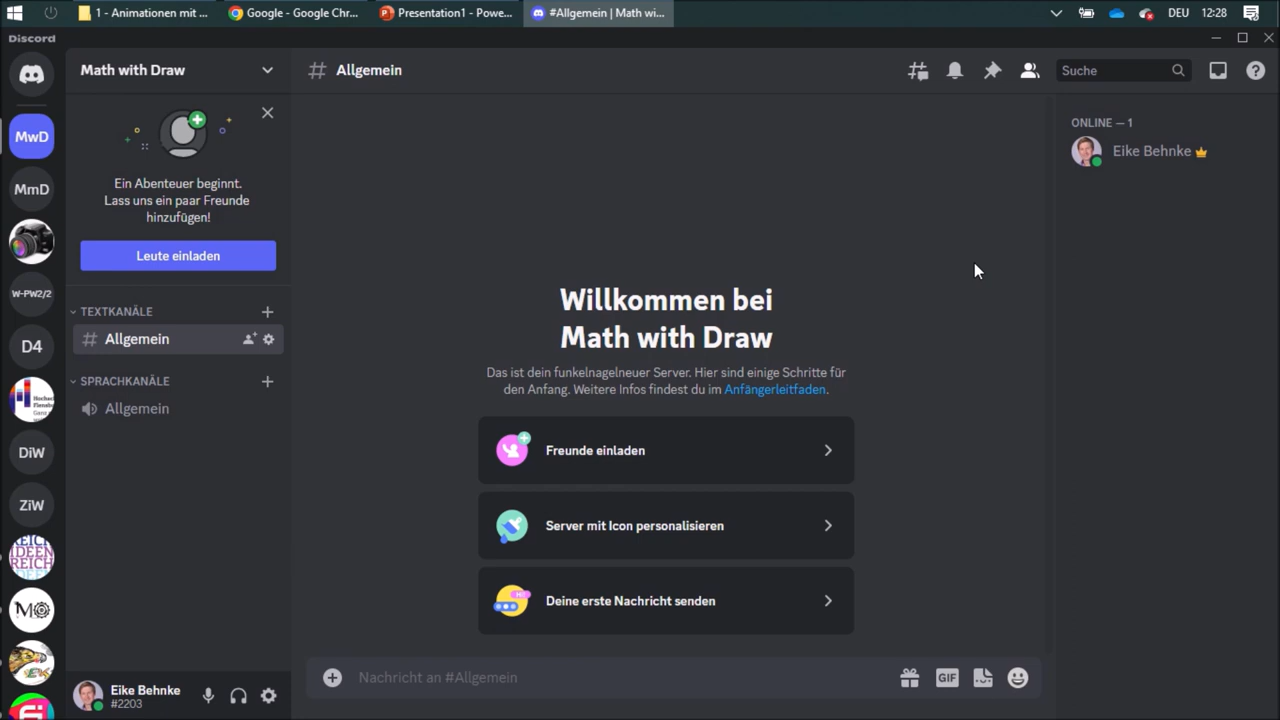 1 - Animationen mit ...
Google - Google Chr...
Presentation1 - Powe...
#Allgemein | Math wi...
DEU
12:28
Discord
Math with Draw
# Allgemein
Suche
MwD
MmD
W-PW2/2
D4
DiW
ZiW
Ein Abenteuer beginnt.
Lass uns ein paar Freunde
hinzufügen!
Leute einladen
TEXTKANÄLE
# Allgemein
SPRACHKANÄLE
Allgemein
Willkommen bei
Math with Draw
Das ist dein funkelnagelneuer Server. Hier sind einige Schritte für
den Anfang. Weitere Infos findest du im Anfängerleitfaden.
Freunde einladen
Server mit Icon personalisieren
Deine erste Nachricht senden
Nachricht an #Allgemein
GIF
ONLINE — 1
Eike Behnke
Eike Behnke
#2203